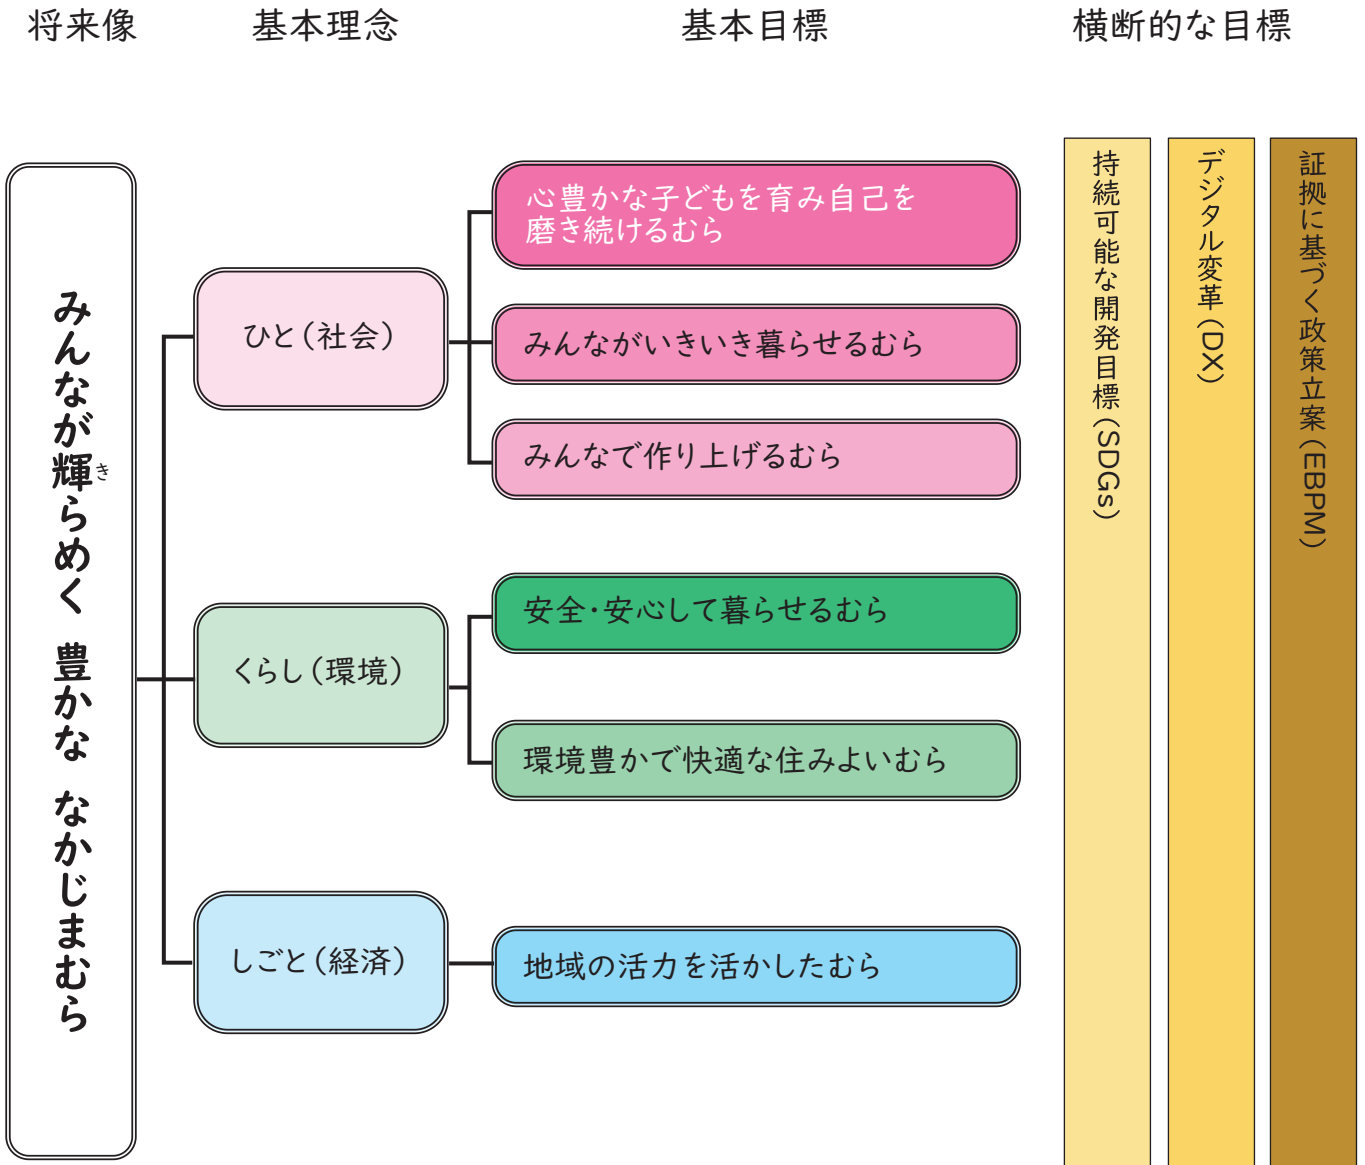 将来像
基本理念
基本目標
横断的な目標
みんなが輝らめく 豊かな なかじまむら
き
ひと(社会)
心豊かな子どもを育み自己を
磨き続けるむら
みんながいきいき暮らせるむら
みんなで作り上げるむら
くらし(環境)
安全・安心して暮らせるむら
環境豊かで快適な住みよいむら
しごと(経済)
地域の活力を活かしたむら
持続可能な開発目標(SDGs)
デジタル変革(DX)
証拠に基づく政策立案(EBPM)